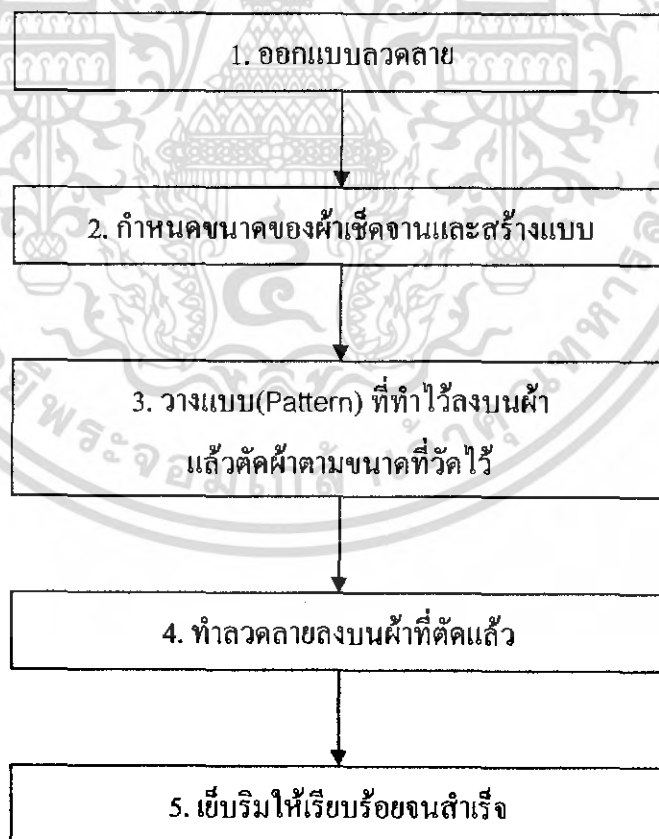 1. ออกแบบลวดลาย
2. กำหนดขนาดของผ้าเช็ดจานและสร้างแบบ
3. วางแบบ(Pattern) ที่ทำไว้ลงบนผ้า
แล้วตัดผ้าตามขนาดที่วัดไว้
4. ทำลวดลายลงบนผ้าที่ตัดแล้ว
5. เย็บริมให้เรียบร้อยจนสำเร็จ